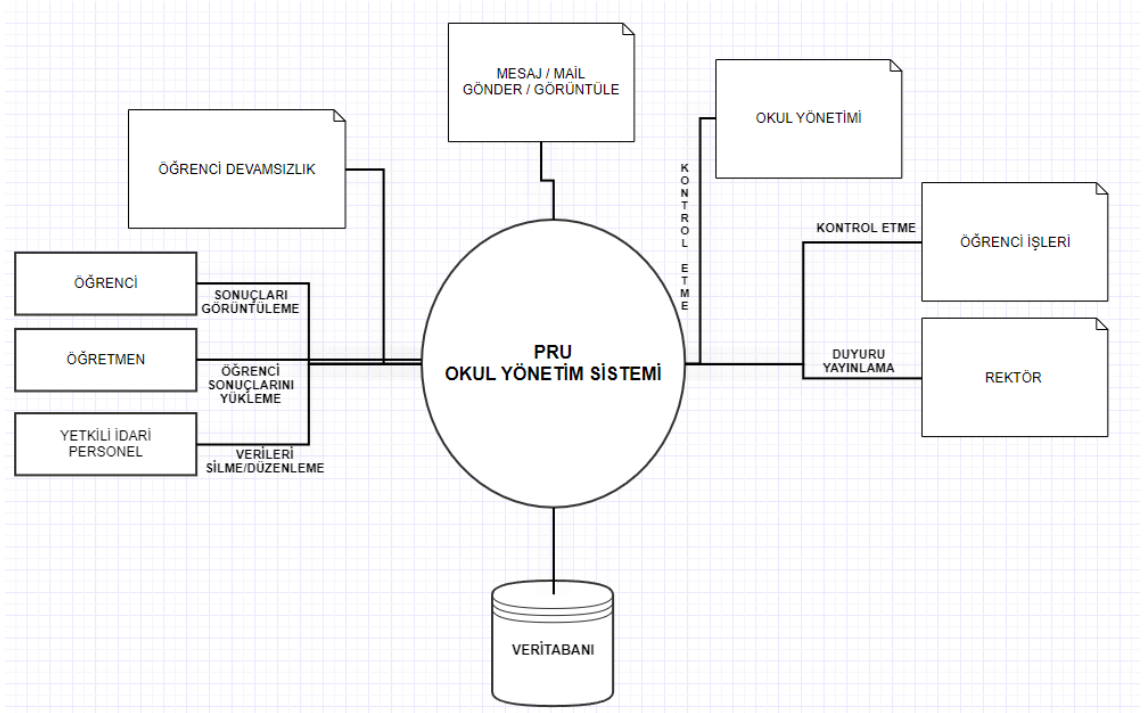 MESAJ / MAİL
GÖNDER / GÖRÜNTÜLE
OKUL YÖNETİMİ
ÖĞRENCİ DEVAMSIZLIK
KONTROL ETME
KONTROL ETME
ÖĞRENCİ İŞLERİ
ÖĞRENCİ
SONUÇLARI
GÖRÜNTÜLEME
ÖĞRETMEN
ÖĞRENCİ
SONUÇLARINI
YÜKLEME
PRU
OKUL YÖNETİM SİSTEMİ
DUYURU
YAYINLAMA
REKTÖR
YETKİLİ İDARİ
PERSONEL
VERİLERİ
SİLME/DÜZENLEME
VERİTABANI